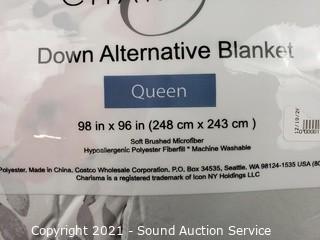 Down Alternative Blanket
Queen
98 in x 96 in (248 cm x 243 cm )
Soft Brushed Microfiber
Hypoallergenic Polyester Fiberfill * Machine Washable
Polyester, Made in China, Costco Wholesale Corporation, P.O, Box 34535, Seattle, WA 98124-1535 USA
Charisma is a registered trademark of Icon NY Holdings LLC
Copyright 2021 - Sound Auction Service